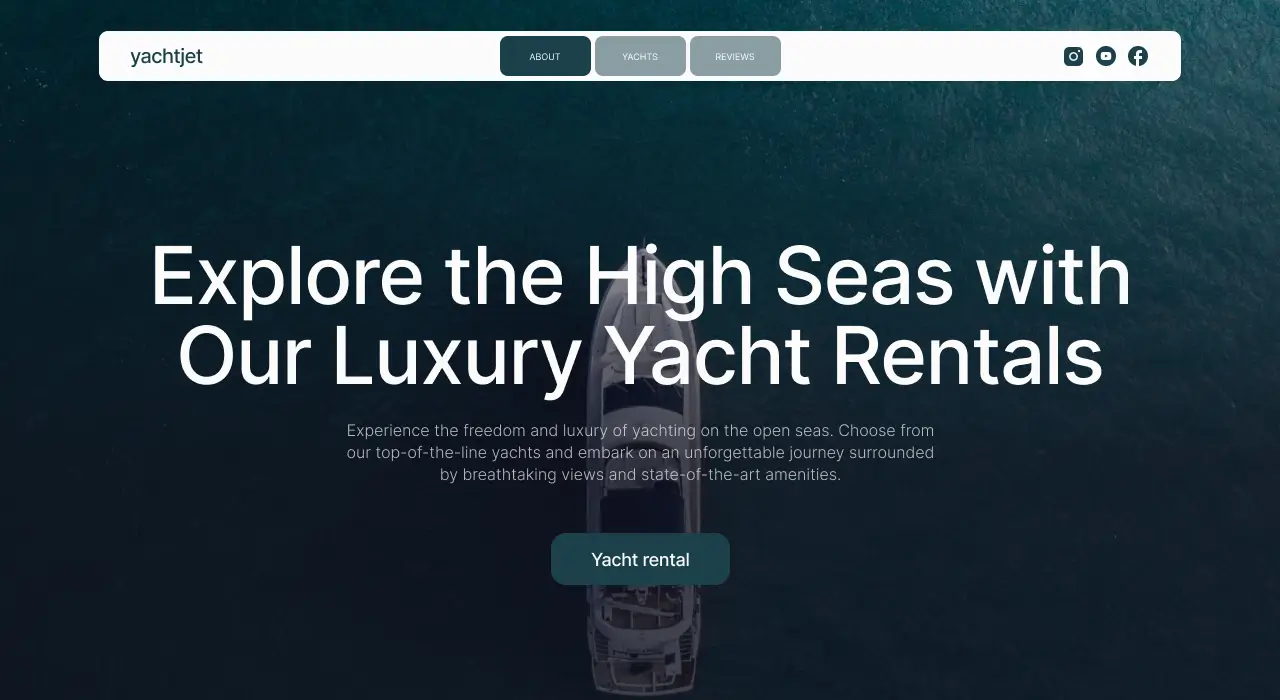 yachtjet
ABOUT
YACHTS
REVIEWS
Explore the High Seas with
Our Luxury Yacht Rentals
Experience the freedom and luxury of yachting on the open seas. Choose from
our top-of-the-line yachts and embark on an unforgettable journey surrounded
by breathtaking views and state-of-the-art amenities.
Yacht rental